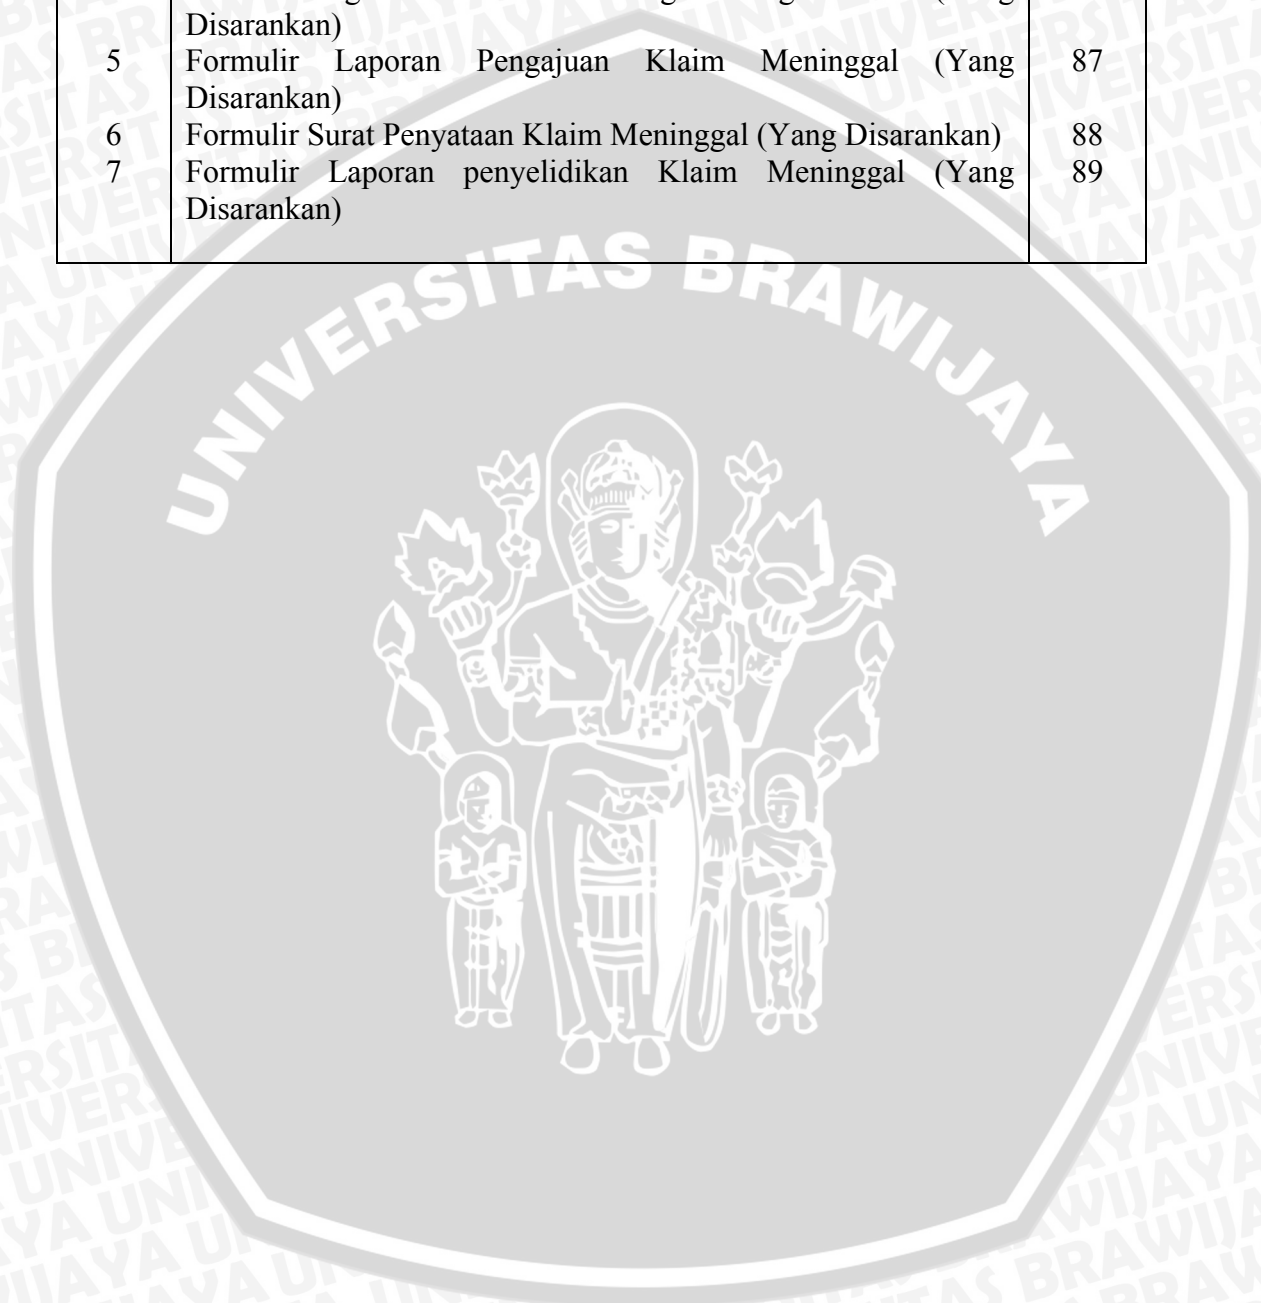 Disarankan)
5 Formulir Laporan Pengajuan Klaim Meninggal (Yang 87
Disarankan)
6 Formulir Surat Penyataan Klaim Meninggal (Yang Disarankan) 88
7 Formulir Laporan penyelidikan Klaim Meninggal (Yang 89
Disarankan)
UNIVERSITAS BRAWIJAYA